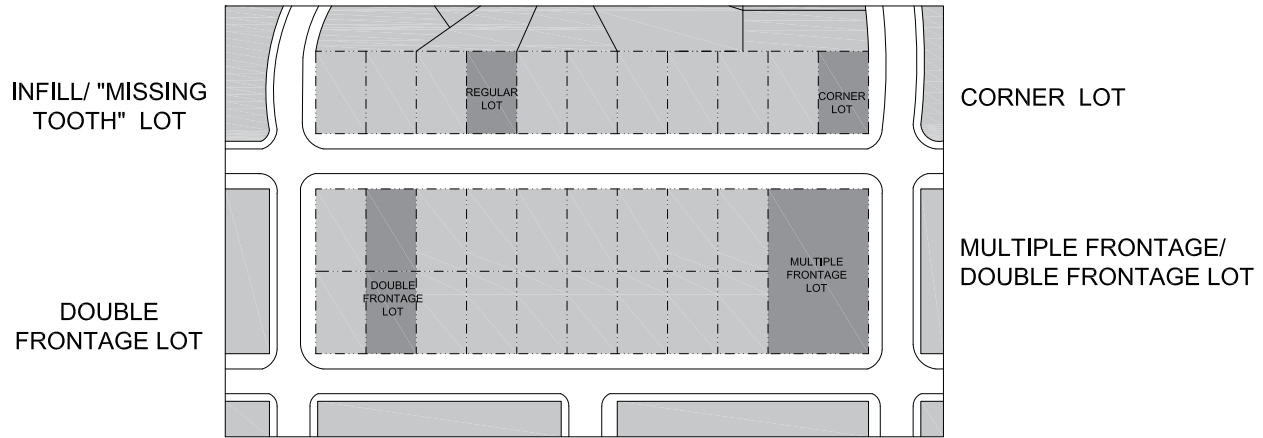 INFILL/ "MISSING
TOOTH" LOT
REGULAR
LOT
CORNER
LOT
CORNER LOT
DOUBLE
FRONTAGE LOT
DOUBLE
FRONTAGE
LOT
MULTIPLE
FRONTAGE
LOT
MULTIPLE FRONTAGE/
DOUBLE FRONTAGE LOT